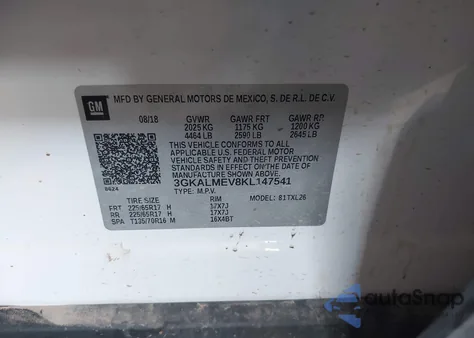 GM
MFD BY GENERAL MOTORS DE MEXICO, S. DE R.L. DE C.V.
08/18 GVWR GAWR FRT GAWR RR
2025 KG 1175 KG 1200 KG
4464 LB 2590 LB 2645 LB
THIS VEHICLE CONFORMS TO ALL
APPLICABLE U.S. FEDERAL MOTOR
VEHICLE SAFETY, BUMPER, AND THEFT
PREVENTION STANDARDS IN EFFECT ON
THE DATE OF MANUFACTURE SHOWN ABOVE.
3GKALMEV8KL147541
TYPE: M.P.V.
8624
TIRE SIZE RIM MODEL: 81TXL26
FRT 225/65R17 H 17X7J
RR 225/65R17 H 17X7J
SPA T135/70R16 M 16X4BT
autoSnap